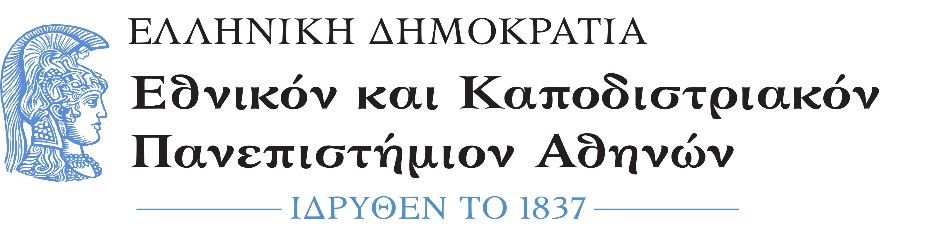 ΕΛΛΗΝΙΚΗ ΔΗΜΟΚΡΑΤΙΑ
Εθνικόν και Καποδιστριακόν
Πανεπιστήμιον Αθηνών
ΙΔΡΥΘΕΝ ΤΟ 1837